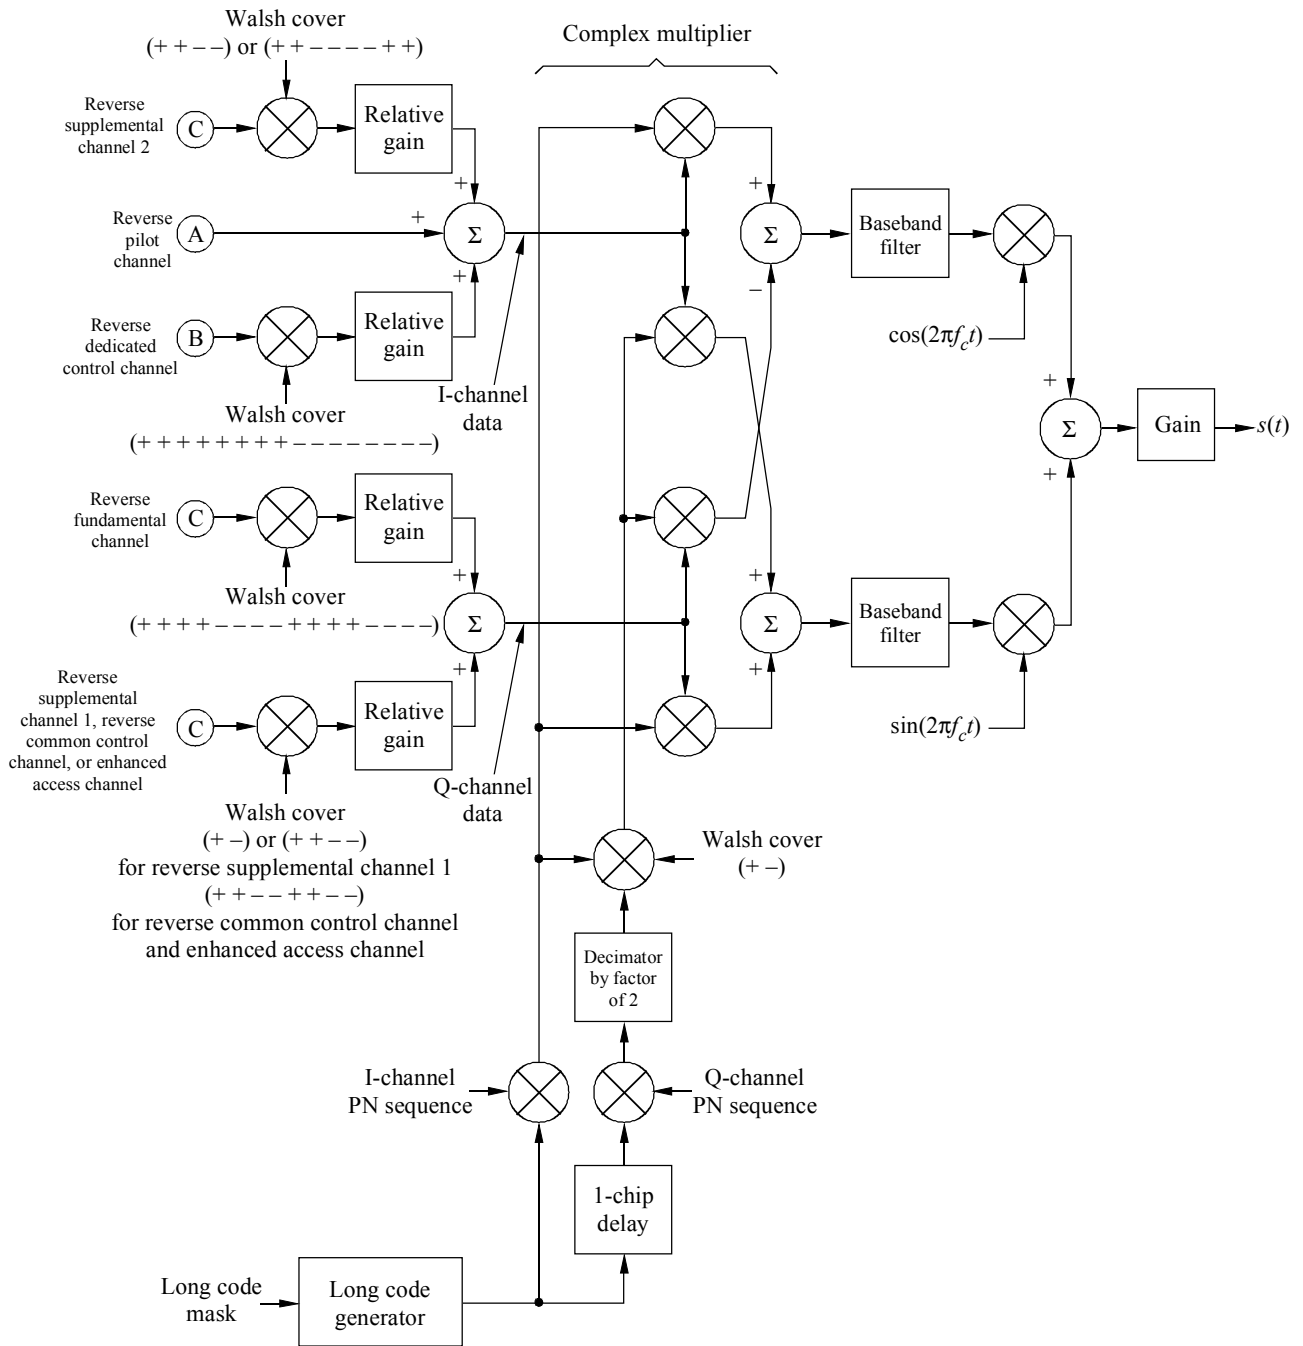 Walsh cover
(+ + – –) or (+ + – – – – + +)
Complex multiplier
Reverse
supplemental
channel 2
C
Relative
gain
+
Reverse
pilot
channel
A
+
Σ
+
Reverse
dedicated
control channel
B
Relative
gain
Walsh cover
(+ + + + + + + + – – – – – – – –)
I-channel
data
+
Σ
–
Baseband
filter
cos(2πf_ct)
+
Σ
+
Gain
s(t)
Reverse
fundamental
channel
C
Relative
gain
+
Walsh cover
(+ + + + – – – – + + + + – – – –)
Σ
+
Reverse
supplemental
channel 1, reverse
common control
channel, or enhanced
access channel
C
Relative
gain
Q-channel
data
+
Σ
+
Baseband
filter
sin(2πf_ct)
Walsh cover
(+ –) or (+ + – –)
for reverse supplemental channel 1
(+ + – – + + – –)
for reverse common control channel
and enhanced access channel
Walsh cover
(+ –)
Decimator
by factor
of 2
I-channel
PN sequence
Q-channel
PN sequence
1-chip
delay
Long code
mask
Long code
generator